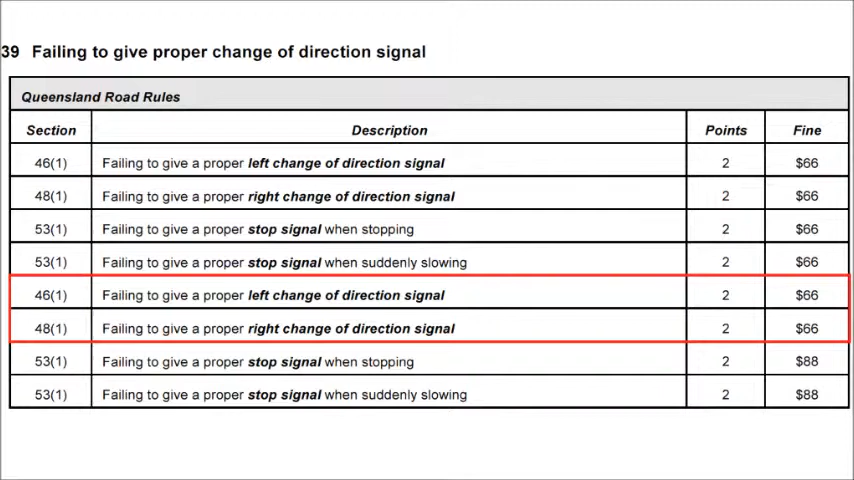 39 Failing to give proper change of direction signal
Queensland Road Rules
Section Description Points Fine
46(1) Failing to give a proper left change of direction signal 2 $66
48(1) Failing to give a proper right change of direction signal 2 $66
53(1) Failing to give a proper stop signal when stopping 2 $66
53(1) Failing to give a proper stop signal when suddenly slowing 2 $66
46(1) Failing to give a proper left change of direction signal 2 $66
48(1) Failing to give a proper right change of direction signal 2 $66
53(1) Failing to give a proper stop signal when stopping 2 $88
53(1) Failing to give a proper stop signal when suddenly slowing 2 $88